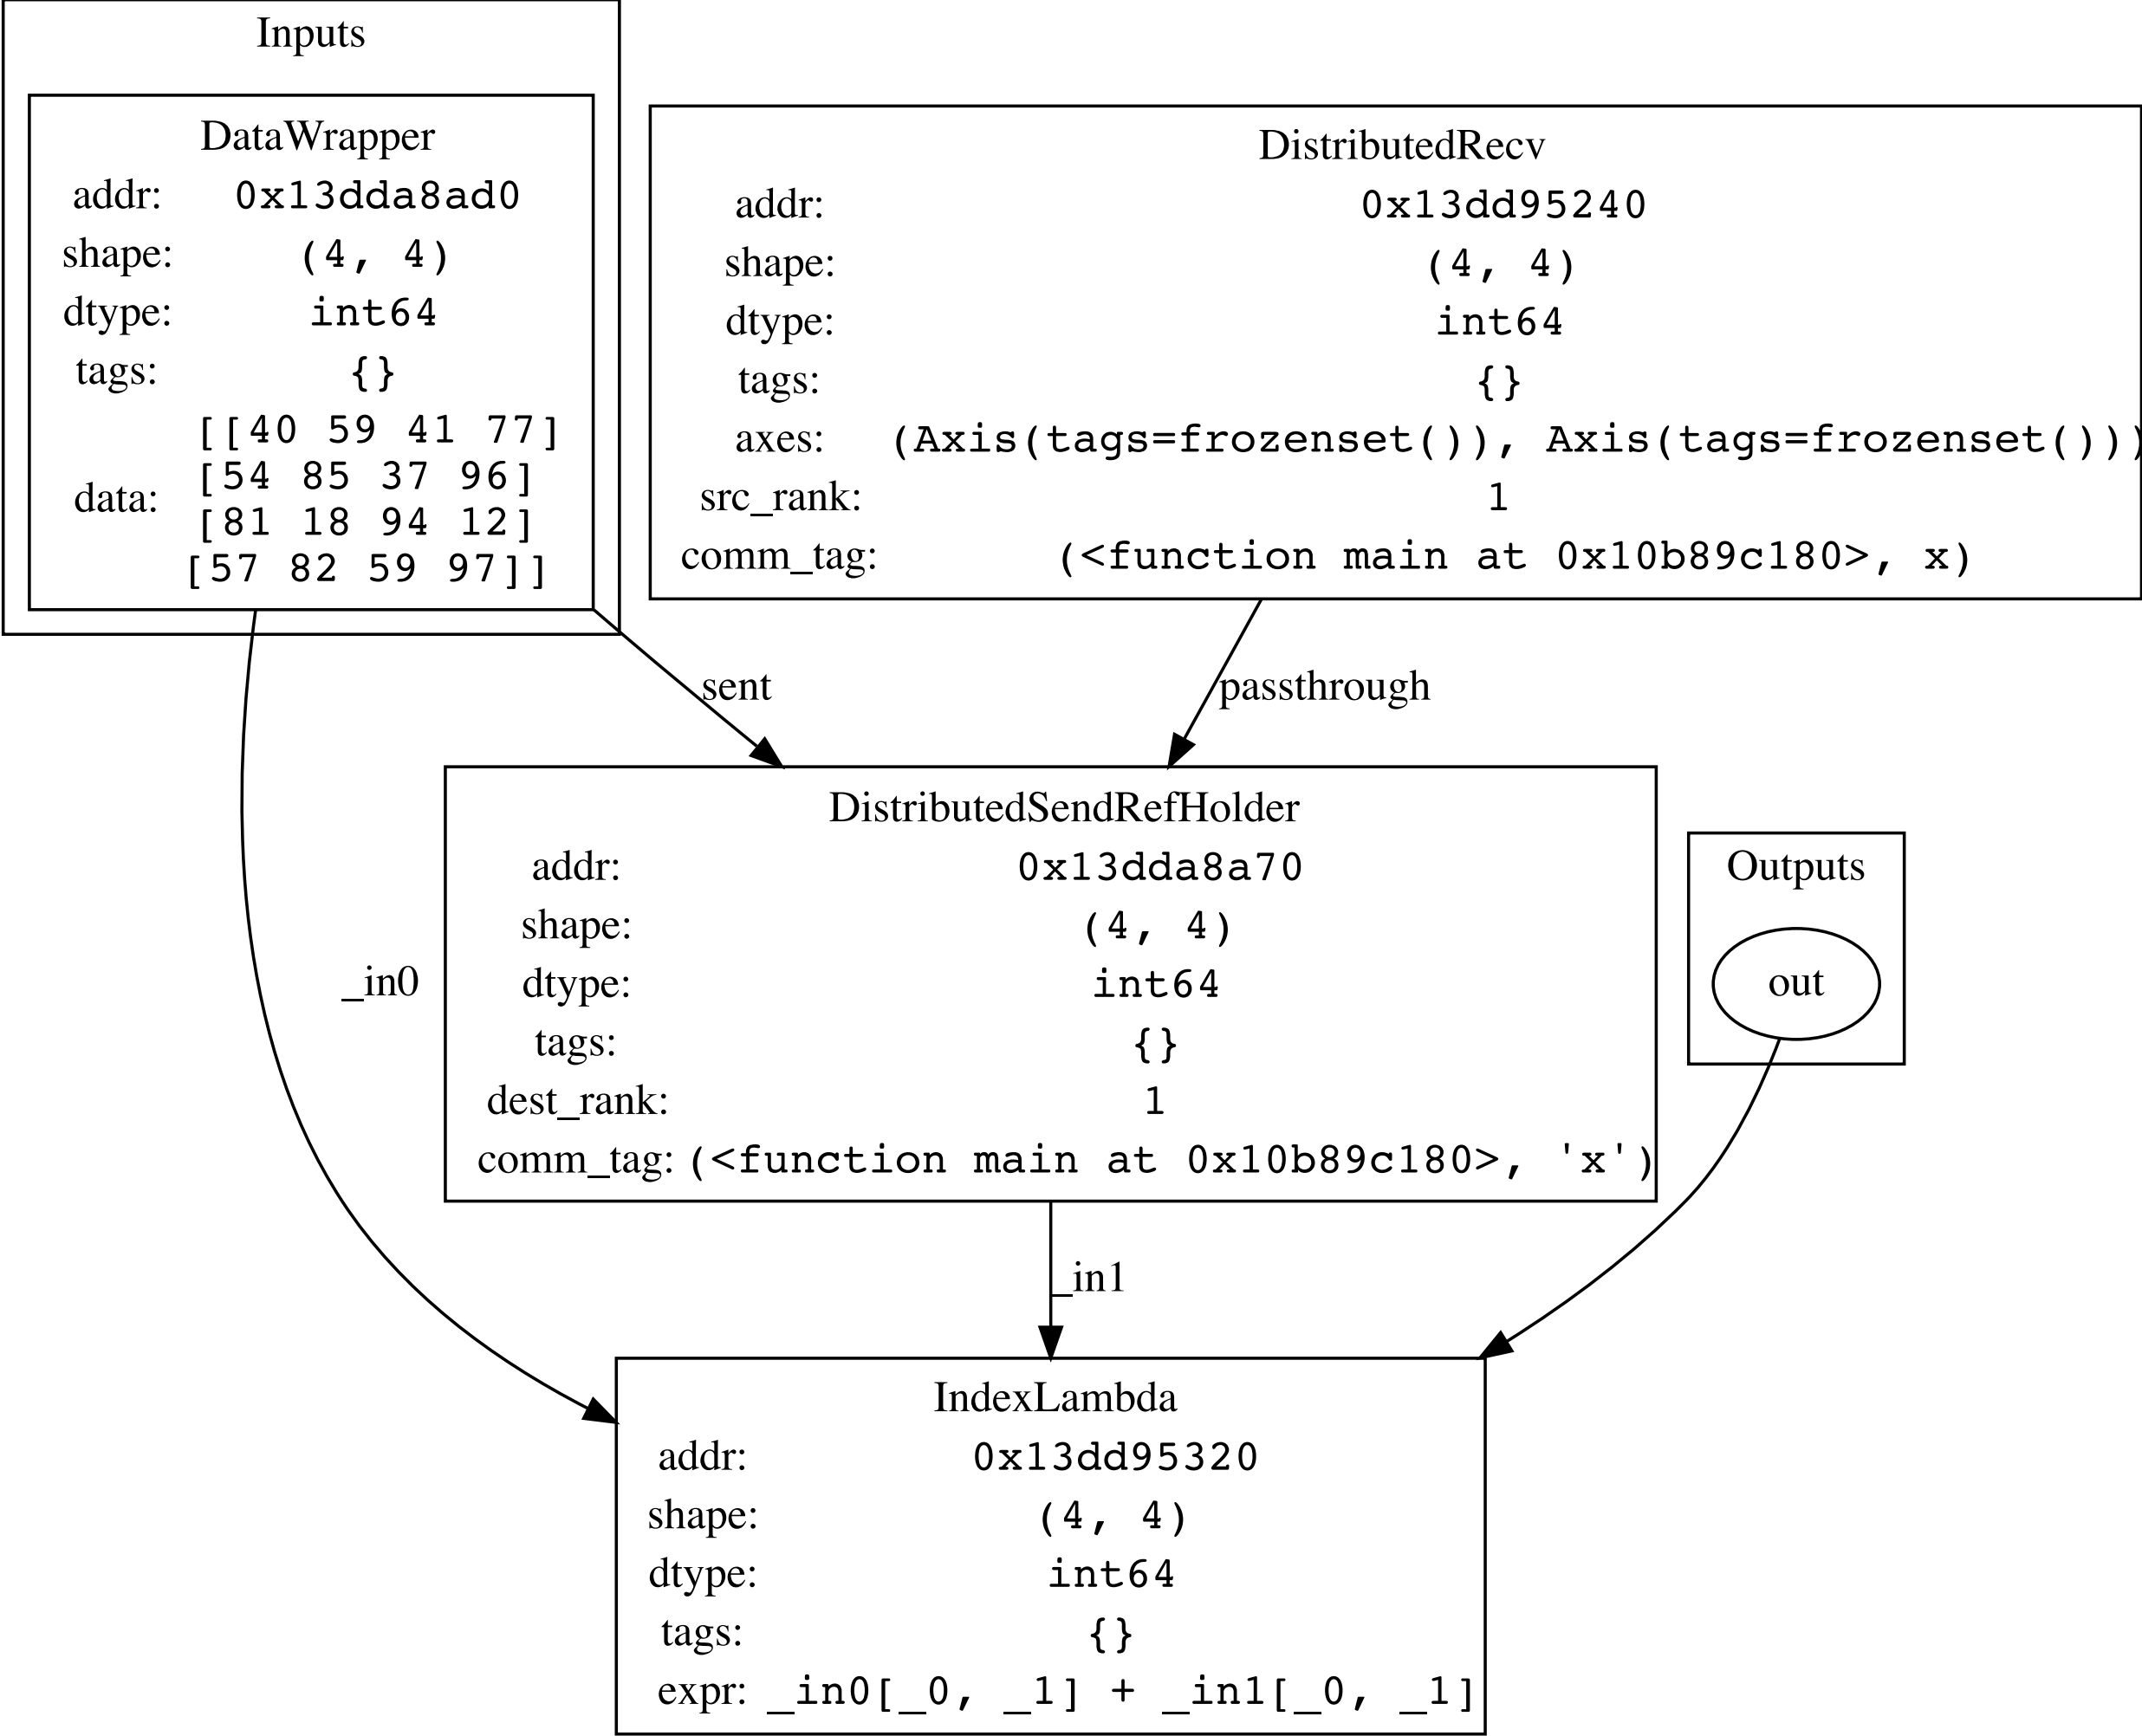 Inputs
DataWrapper
addr: 0x13dda8ad0
shape: (4, 4)
dtype: int64
tags: {}
data: [[40 59 41 77]
[54 85 37 96]
[81 18 94 12]
[57 82 59 97]]
DistributedRecv
addr: 0x13dd95240
shape: (4, 4)
dtype: int64
tags: {}
axes: (Axis(tags=frozenset()), Axis(tags=frozenset()))
src_rank: 1
comm_tag: (<function main at 0x10b89c180>, x)
sent
passthrough
DistributedSendRefHolder
addr: 0x13dda8a70
shape: (4, 4)
dtype: int64
tags: {}
dest_rank: 1
comm_tag: (<function main at 0x10b89c180>, 'x')
Outputs
out
_in0
_in1
IndexLambda
addr: 0x13dd95320
shape: (4, 4)
dtype: int64
tags: {}
expr: _in0[_0, _1] + _in1[_0, _1]